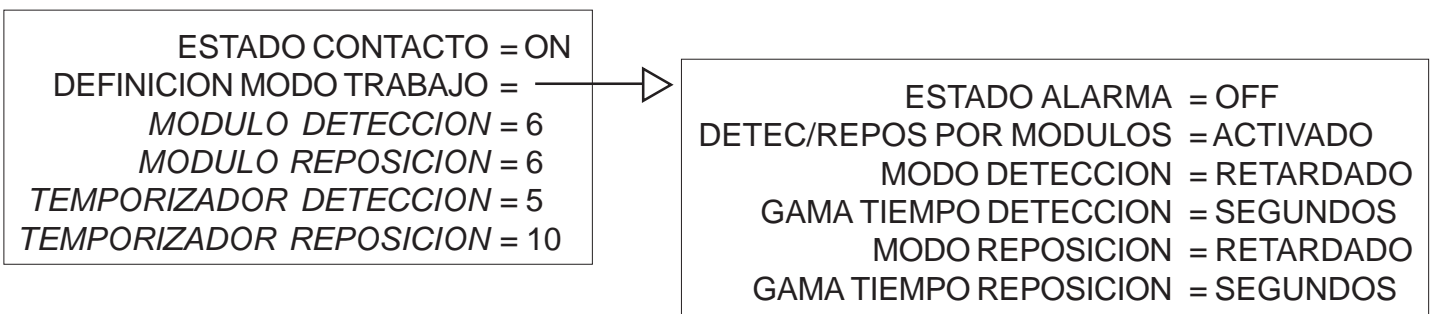 ESTADO CONTACTO = ON
DEFINICION MODO TRABAJO =
MODULO DETECCION = 6
MODULO REPOSICION = 6
TEMPORIZADOR DETECCION = 5
TEMPORIZADOR REPOSICION = 10
ESTADO ALARMA = OFF
DETEC/REPOS POR MODULOS = ACTIVADO
MODO DETECCION = RETARDADO
GAMA TIEMPO DETECCION = SEGUNDOS
MODO REPOSICION = RETARDADO
GAMA TIEMPO REPOSICION = SEGUNDOS